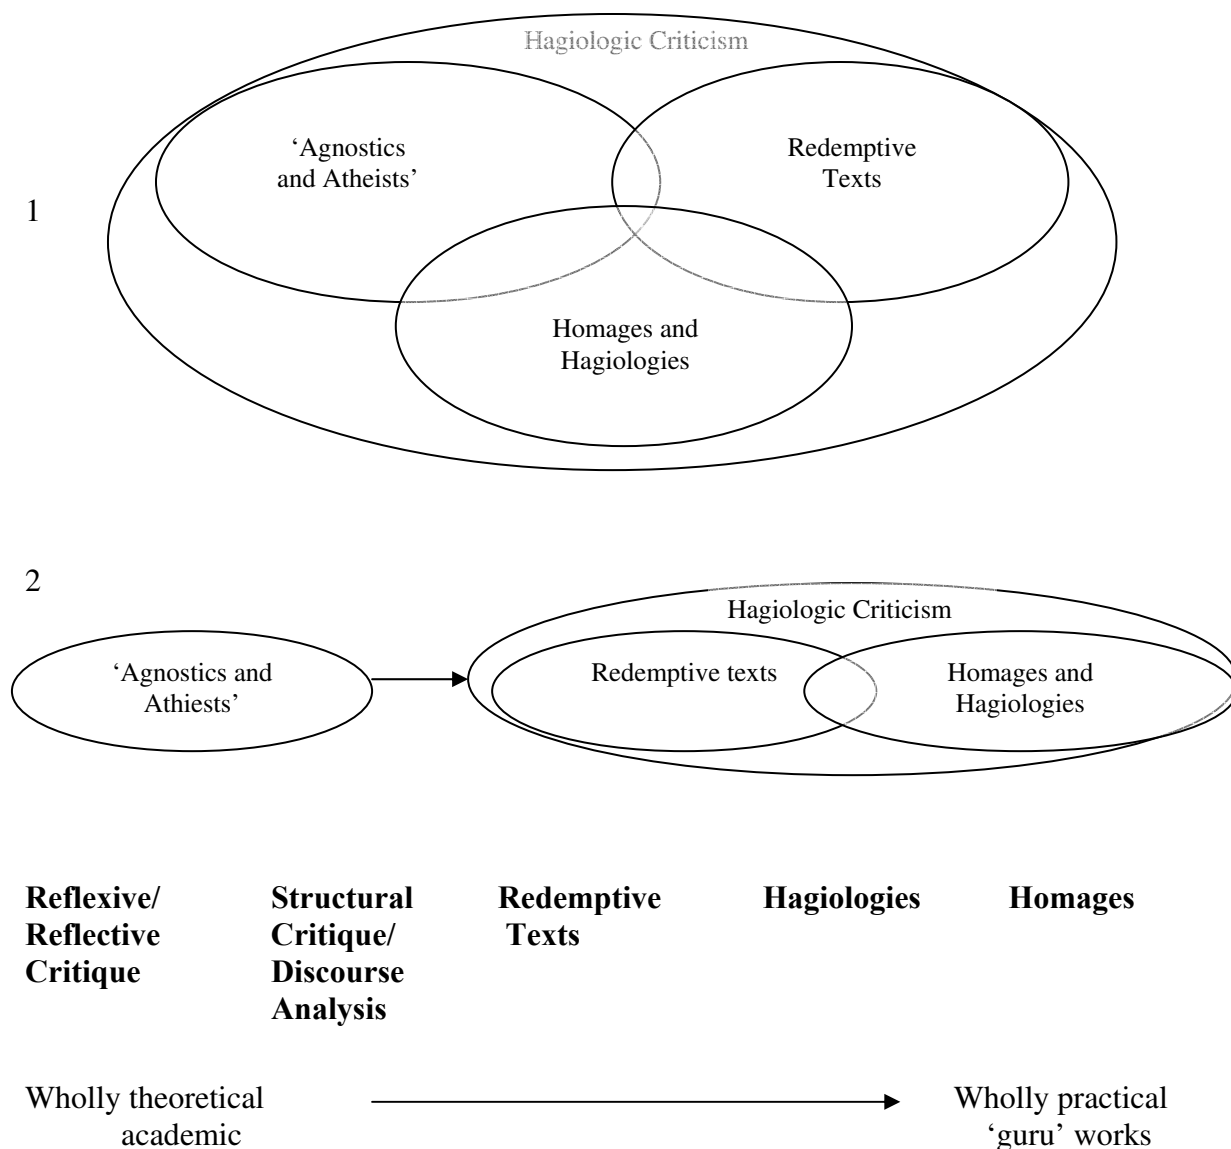 Hagiologic Criticism
‘Agnostics
and Atheists’
Redemptive
Texts
1
Homages and
Hagiologies
2
Hagiologic Criticism
‘Agnostics and
Athiests’
Redemptive texts
Homages and
Hagiologies
Reflexive/
Reflective
Critique
Structural
Critique/
Discourse
Analysis
Redemptive
Texts
Hagiologies
Homages
Wholly theoretical
academic
Wholly practical
‘guru’ works